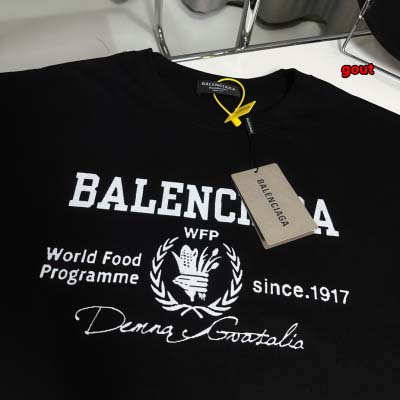 gout
BALENCIAGA
BALENCIAGA
BALENCIAGA
WFP
World Food
Programme
since.1917
Demna Gvasalia